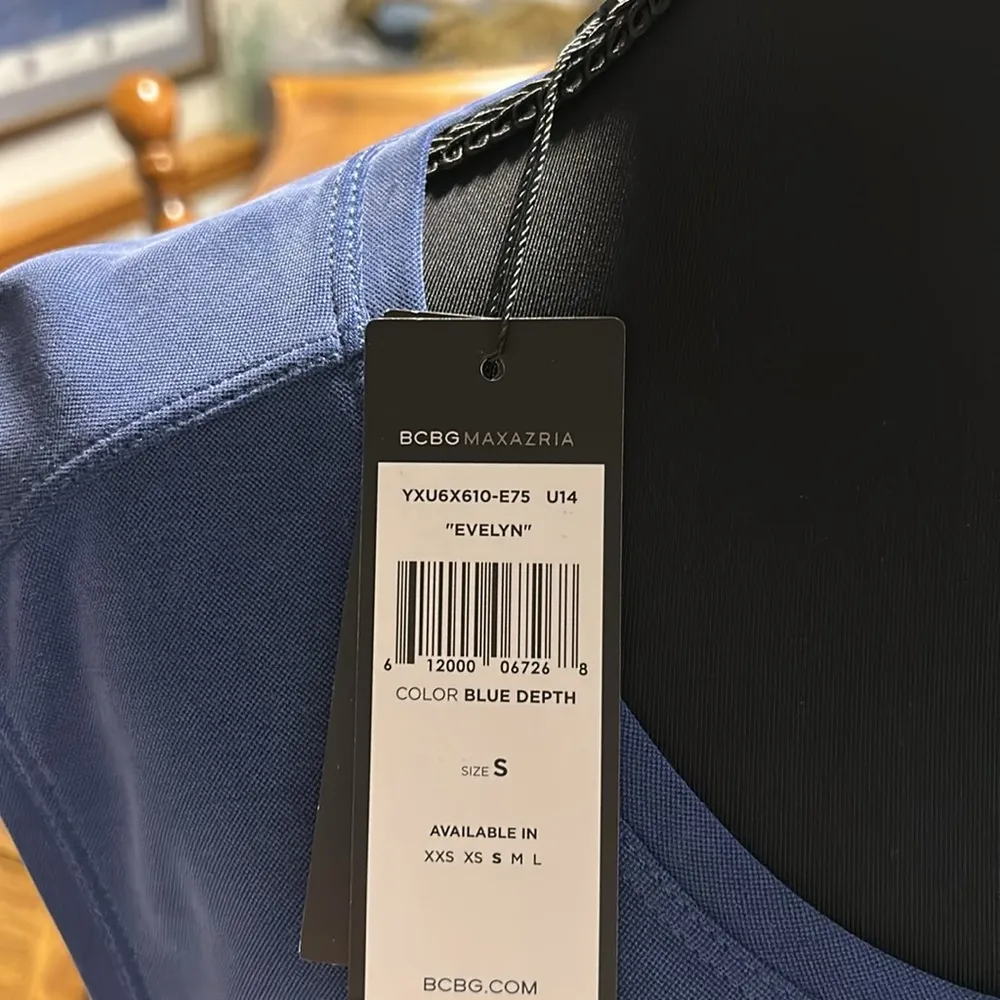 BCBGMAXAZRIA
YXU6X610-E75 U14
"EVELYN"
6 12000 06726 8
COLOR BLUE DEPTH
SIZE S
AVAILABLE IN
XXS XS S M L
BCBG.COM